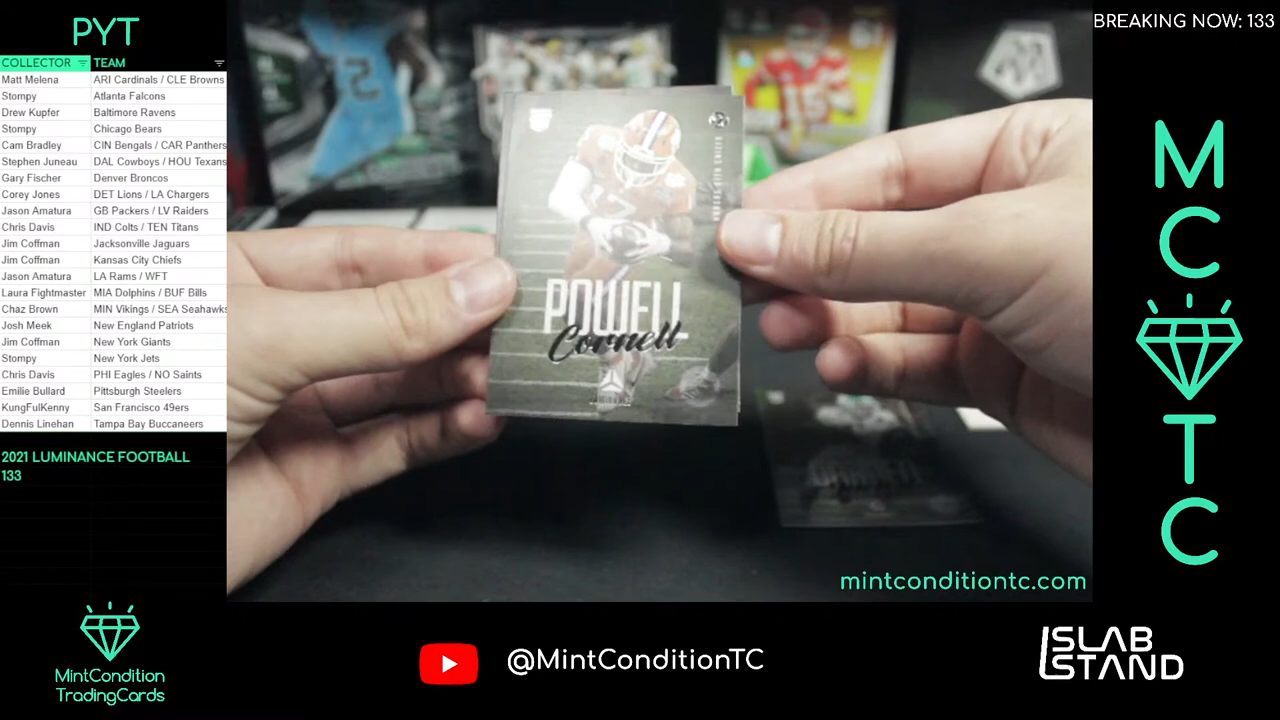 PYT
BREAKING NOW: 133
COLLECTOR TEAM
Matt Melena ARI Cardinals / CLE Browns
Stompy Atlanta Falcons
Drew Kupfer Baltimore Ravens
Stompy Chicago Bears
Cam Bradley CIN Bengals / CAR Panthers
Stephen Juneau DAL Cowboys / HOU Texans
Gary Fischer Denver Broncos
Corey Jones DET Lions / LA Chargers
Jason Amatura GB Packers / LV Raiders
Chris Davis IND Colts / TEN Titans
Jim Coffman Jacksonville Jaguars
Jim Coffman Kansas City Chiefs
Jason Amatura LA Rams / WFT
Laura Fightmaster MIA Dolphins / BUF Bills
Chaz Brown MIN Vikings / SEA Seahawks
Josh Meek New England Patriots
Jim Coffman New York Giants
Stompy New York Jets
Chris Davis PHI Eagles / NO Saints
Emilie Bullard Pittsburgh Steelers
KungFulKenny San Francisco 49ers
Dennis Linehan Tampa Bay Buccaneers
2021 LUMINANCE FOOTBALL
133
KANSAS CITY CHIEFS
POWELL
Cornell
15
M
C
T
C
mintconditiontc.com
MintCondition
TradingCards
@MintConditionTC
SLAB
STAND